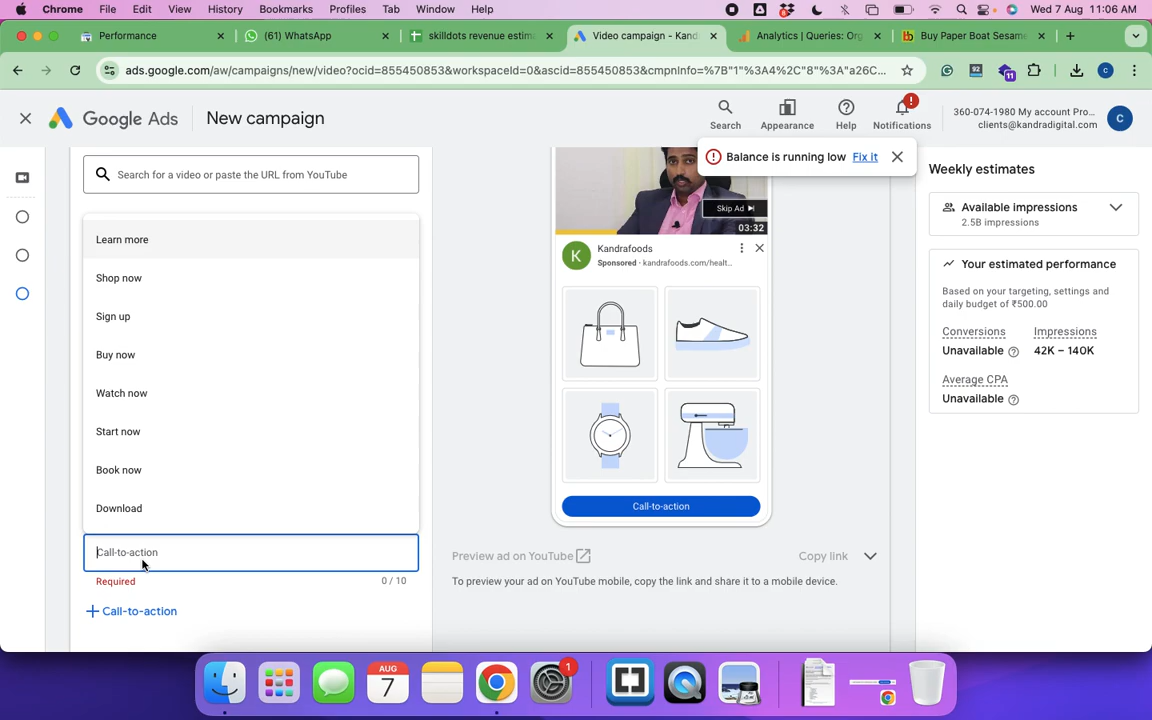 Chrome File Edit View History Bookmarks Profiles Tab Window Help Wed 7 Aug 11:06 AM
Performance (61) WhatsApp skilldots revenue estima Video campaign - Kand Analytics | Queries: Org Buy Paper Boat Sesame
ads.google.com/aw/campaigns/new/video?ocid=855450853&workspaceId=0&ascid=855450853&cmpnInfo=%7B"1"%3A4%2C"8"%3A"a26C...
92
11
C
Google Ads New campaign
Search Appearance Help Notifications
!
360-074-1980 My account Pro...
clients@kandradigital.com
C
Balance is running low Fix it
Search for a video or paste the URL from YouTube
Learn more
Shop now
Sign up
Buy now
Watch now
Start now
Book now
Download
Call-to-action
Required 0 / 10
Call-to-action
Skip Ad
03:32
K
Kandrafoods
Sponsored · kandrafoods.com/healt...
Call-to-action
Preview ad on YouTube Copy link
To preview your ad on YouTube mobile, copy the link and share it to a mobile device.
Weekly estimates
Available impressions
2.5B impressions
Your estimated performance
Based on your targeting, settings and
daily budget of ₹500.00
Conversions Impressions
Unavailable 42K – 140K
Average CPA
Unavailable
AUG
7
1